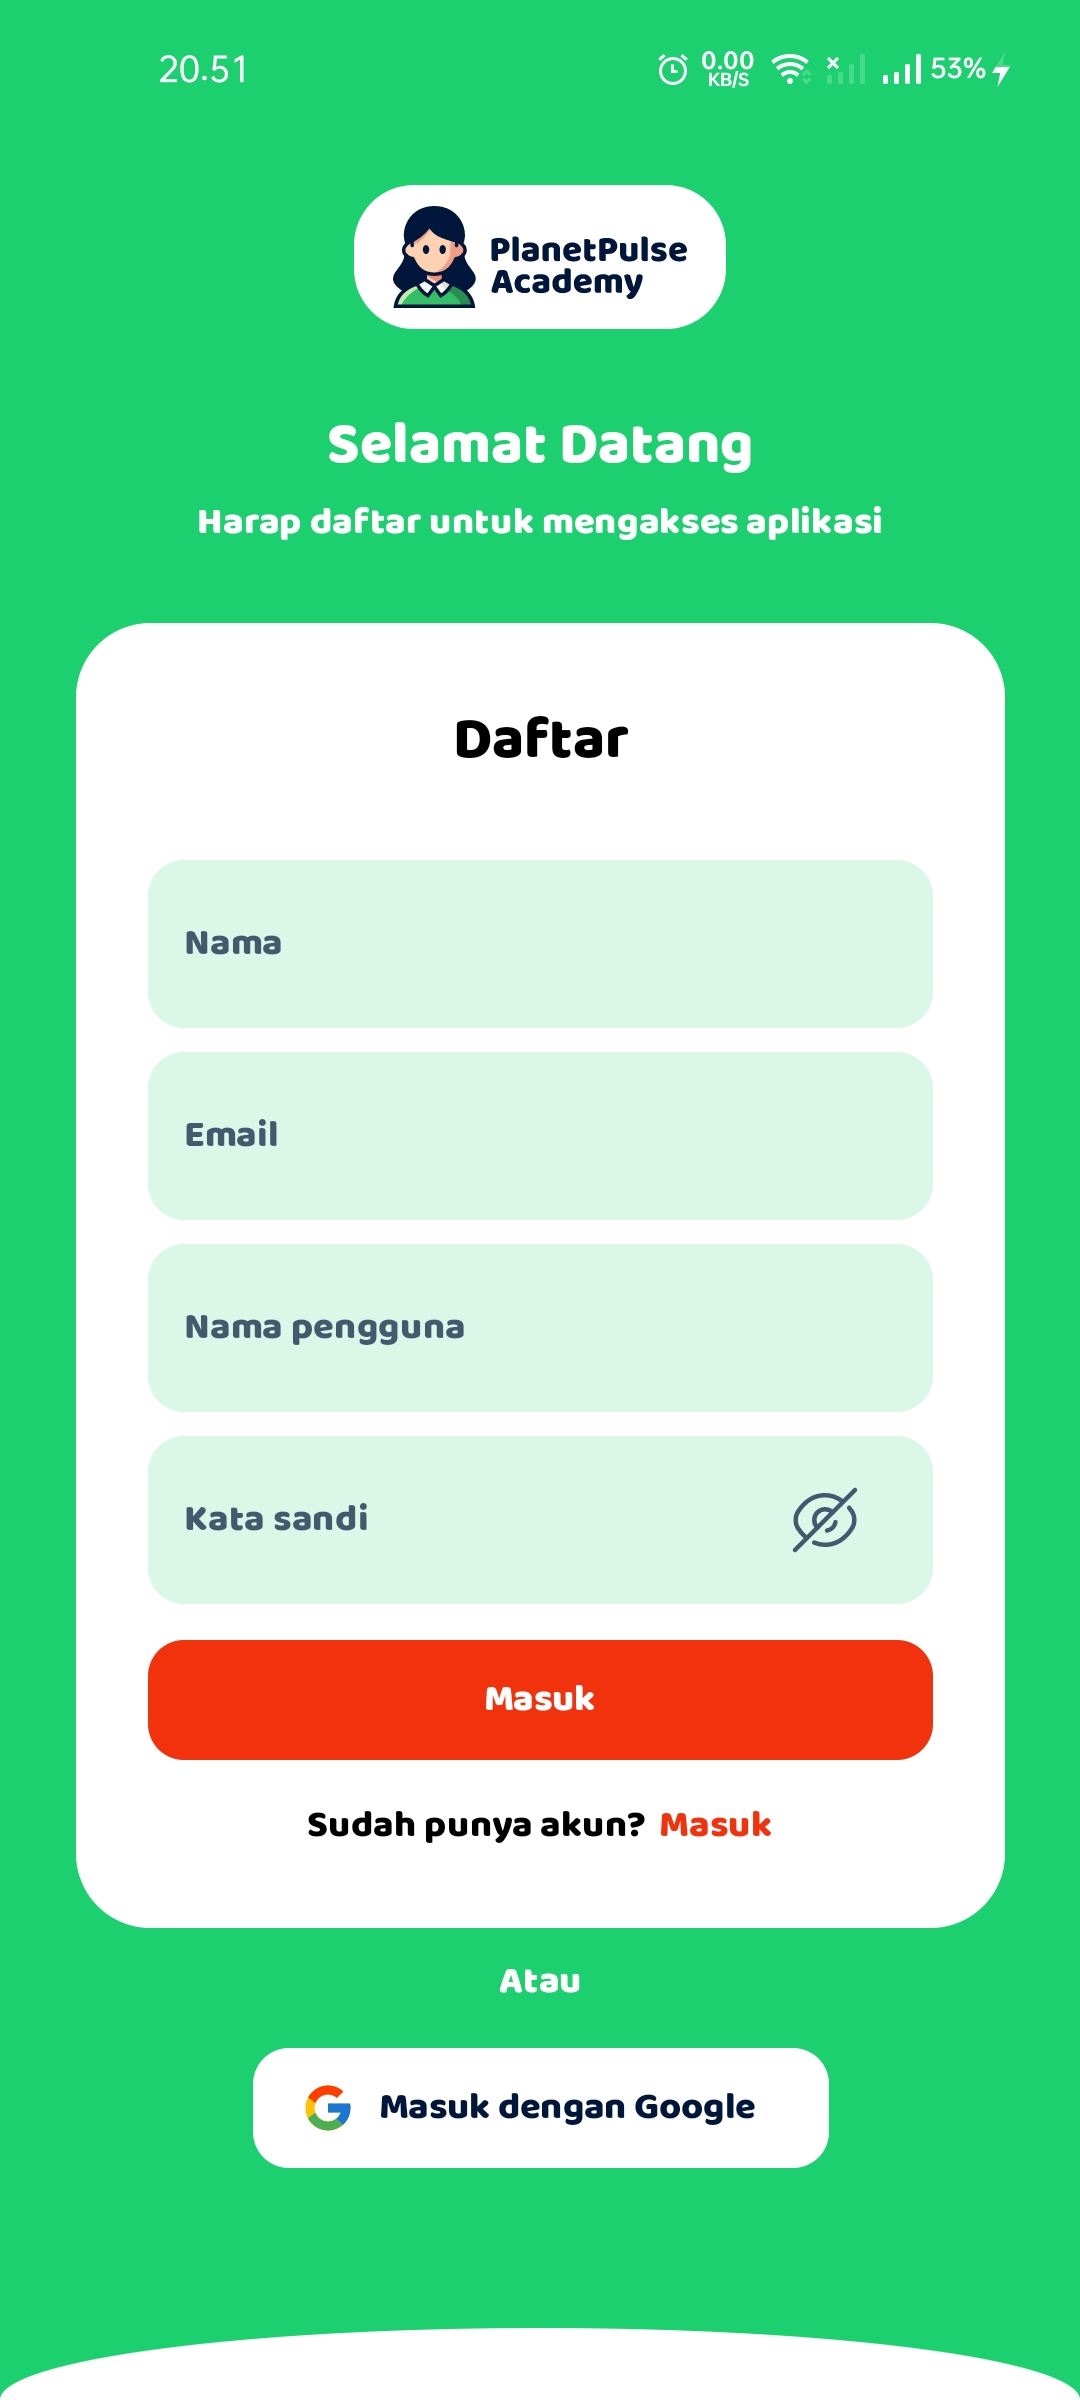 20.51
0.00
KB/S
53%
PlanetPulse
Academy
Selamat Datang
Harap daftar untuk mengakses aplikasi
Daftar
Nama
Email
Nama pengguna
Kata sandi
Masuk
Sudah punya akun? Masuk
Atau
Masuk dengan Google